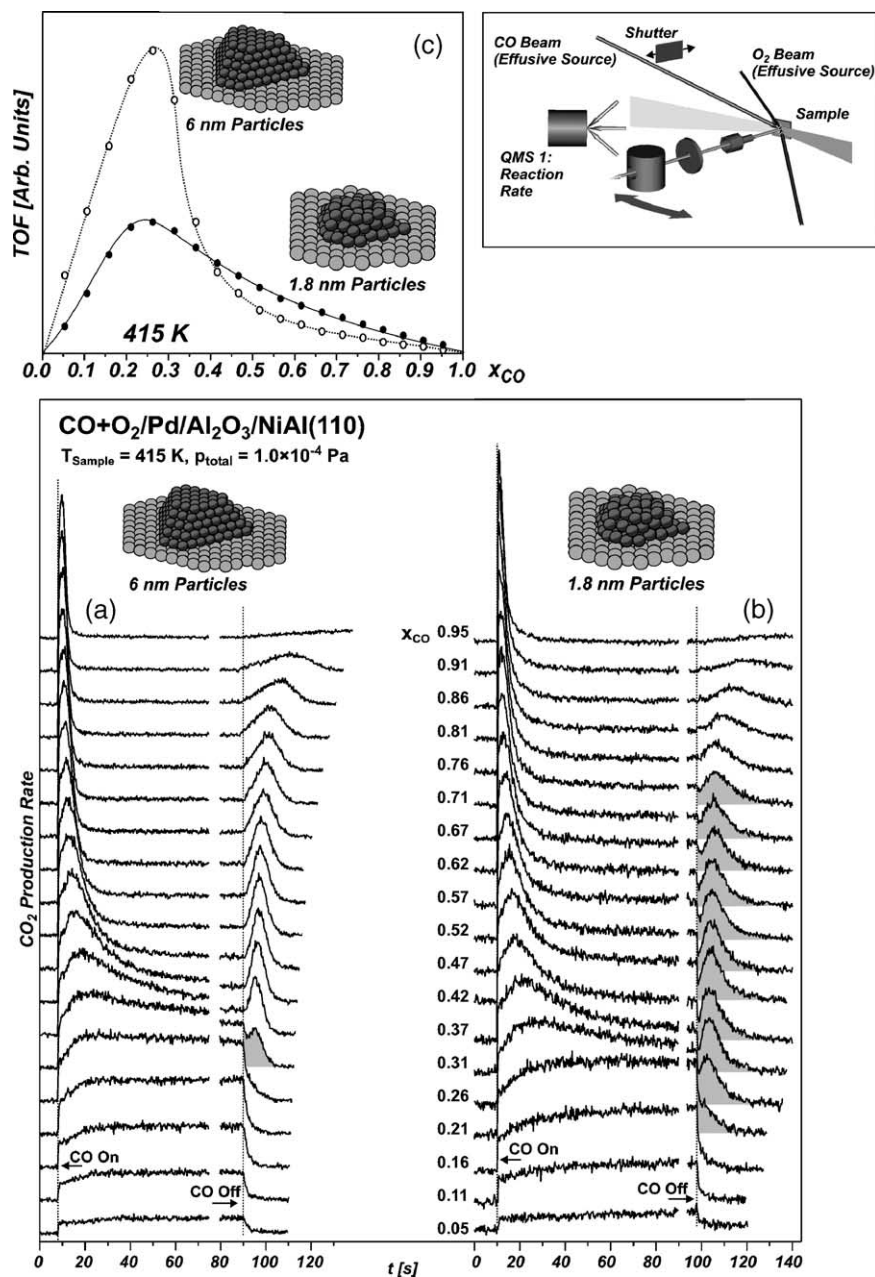 (c)
6 nm Particles
1.8 nm Particles
TOF [Arb. Units]
415 K
0.0 0.1 0.2 0.3 0.4 0.5 0.6 0.7 0.8 0.9 1.0 xCO
CO Beam
(Effusive Source)
Shutter
O2 Beam
(Effusive Source)
Sample
QMS 1:
Reaction
Rate
CO+O2/Pd/Al2O3/NiAl(110)
TSample = 415 K, ptotal = 1.0×10-4 Pa
6 nm Particles
1.8 nm Particles
(a)
(b)
CO2 Production Rate
xCO 0.95
0.91
0.86
0.81
0.76
0.71
0.67
0.62
0.57
0.52
0.47
0.42
0.37
0.31
0.26
0.21
0.16
0.11
0.05
CO On
CO Off
CO On
CO Off
0 20 40 60 80 100 120
0 20 40 60 80 100 120 140
t [s]